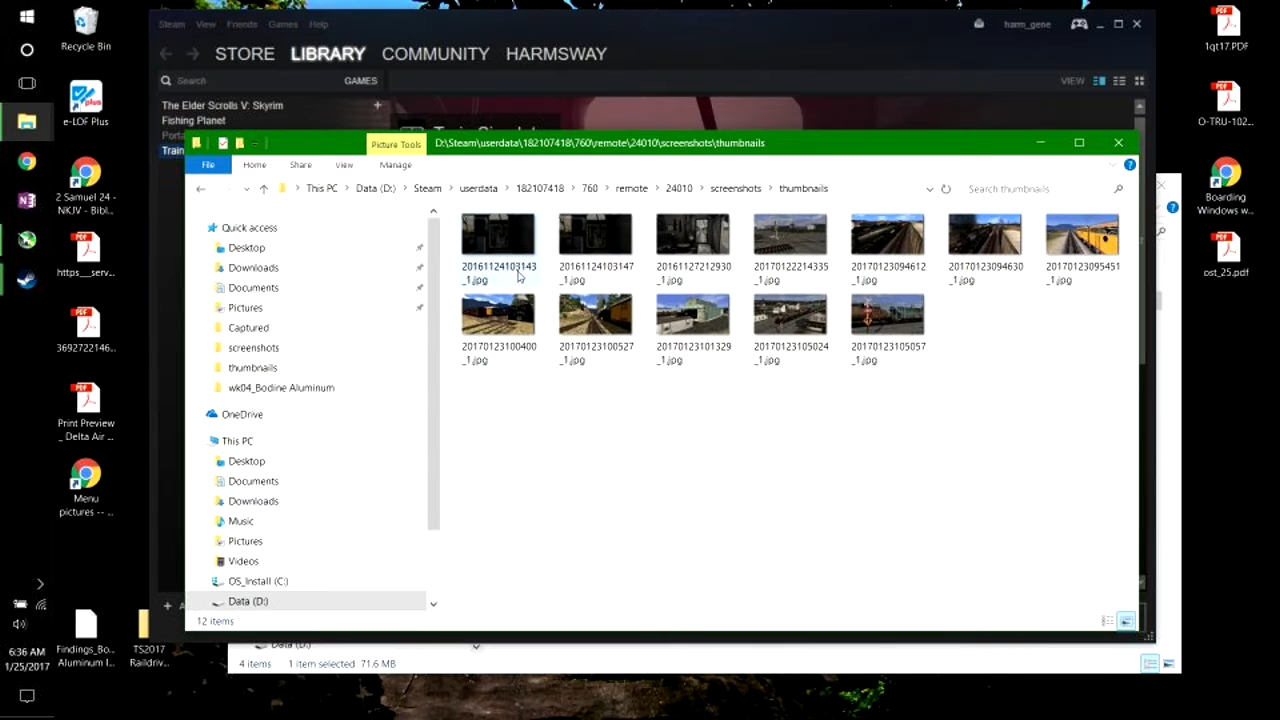 Recycle Bin
e-LOF Plus
2 Samuel 24 -
NKJV - Bibl...
https___serv...
3692722146...
Print Preview
_ Delta Air ...
Menu
pictures -- ...
6:36 AM
1/25/2017
Findings_Bo...
Aluminum I...
TS2017
Raildriv...
Steam View Friends Games Help
harm_gene
STORE LIBRARY COMMUNITY HARMSWAY
Search
GAMES
VIEW
The Elder Scrolls V: Skyrim
Fishing Planet
Porta
Train
Picture Tools
D:\Steam\userdata\182107418\760\remote\24010\screenshots\thumbnails
File Home Share View Manage
This PC > Data (D:) > Steam > userdata > 182107418 > 760 > remote > 24010 > screenshots > thumbnails
Search thumbnails
Quick access
Desktop
Downloads
Documents
Pictures
Captured
screenshots
thumbnails
wk04_Bodine Aluminum
OneDrive
This PC
Desktop
Documents
Downloads
Music
Pictures
Videos
OS_Install (C:)
Data (D:)
20161124103143
_1.jpg
20161124103147
_1.jpg
20161127212930
_1.jpg
20170122214335
_1.jpg
20170123094612
_1.jpg
20170123094630
_1.jpg
20170123095451
_1.jpg
20170123100400
_1.jpg
20170123100527
_1.jpg
20170123101329
_1.jpg
20170123105024
_1.jpg
20170123105057
_1.jpg
12 items
Data (D:)
4 items 1 item selected 71.6 MB
1qt17.PDF
O-TRU-102...
Boarding
Windows w...
ost_25.pdf